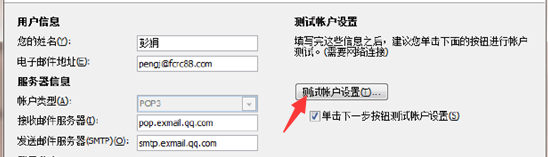 用户信息
您的姓名(Y):
彭娟
电子邮件地址(E):
pengj@fcrc88.com
服务器信息
帐户类型(A):
POP3
接收邮件服务器(I):
pop.exmail.qq.com
发送邮件服务器(SMTP)(O):
smtp.exmail.qq.com
测试帐户设置
填写完这些信息之后，建议您单击下面的按钮进行帐户
测试。(需要网络连接)
测试帐户设置(T)...
单击下一步按钮测试帐户设置(S)